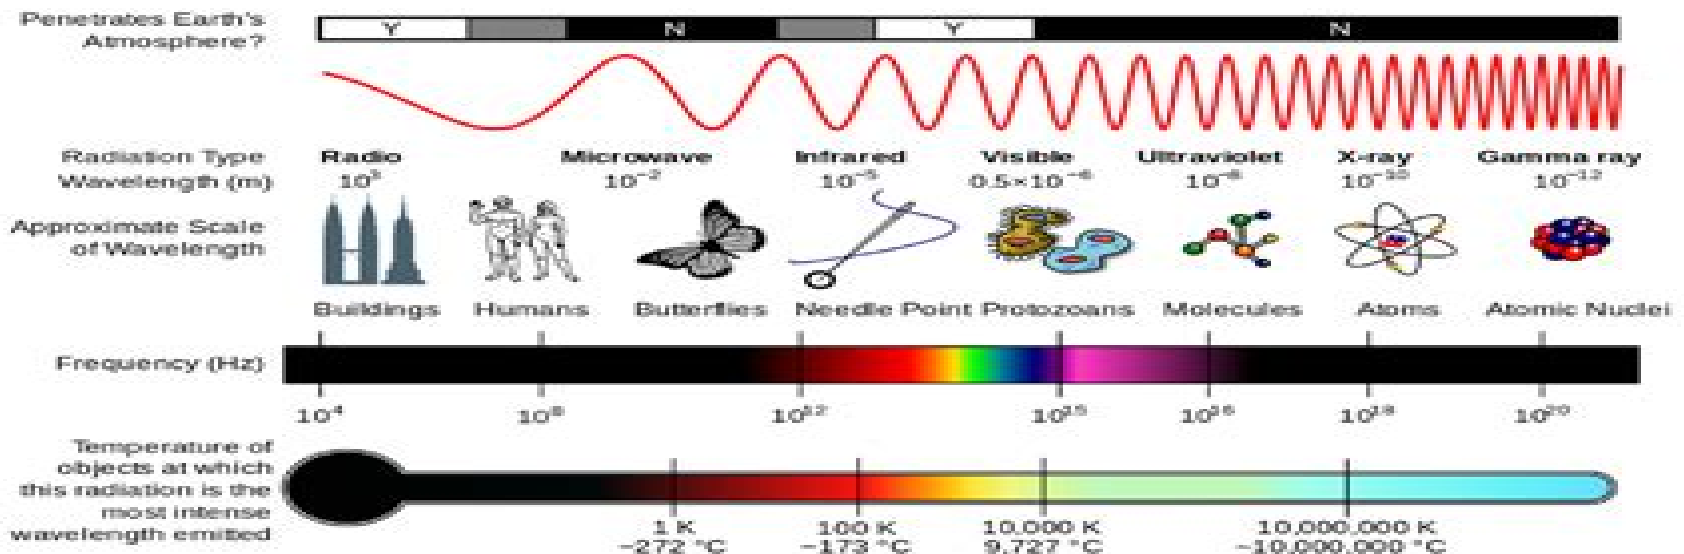 Penetrates Earth's
Atmosphere?
Y
N
Y
N
Radiation Type
Radio
Microwave
Infrared
Visible
Ultraviolet
X-ray
Gamma ray
Wavelength (m)
10³
10⁻²
10⁻⁵
0.5×10⁻⁶
10⁻⁸
10⁻¹⁰
10⁻¹²
Approximate Scale
of Wavelength
Buildings
Humans
Butterflies
Needle Point
Protozoans
Molecules
Atoms
Atomic Nuclei
Frequency (Hz)
10⁴
10⁸
10¹²
10¹⁵
10¹⁶
10¹⁸
10²⁰
Temperature of
objects at which
this radiation is the
most intense
wavelength emitted
1 K
−272 °C
100 K
−173 °C
10,000 K
9,727 °C
10,000,000 K
~10,000,000 °C